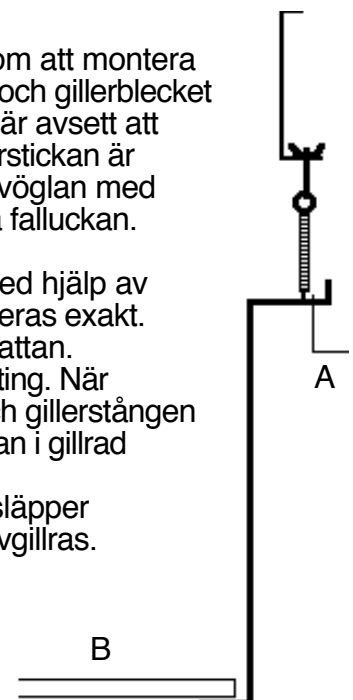 om att montera
och gillerblecket
är avsett att
rstickan är
vöglan med
falluckan.
ed hjälp av
eras exakt.
attan.
ting. När
ch gillerstången
an i gillrad
släpper
vgillras.
A
B